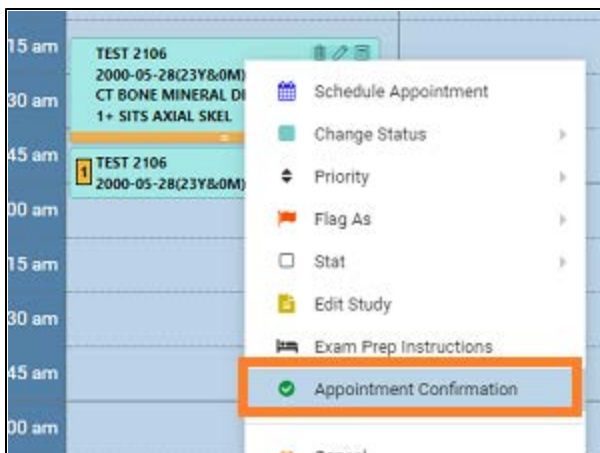 15 am
TEST 2106
2000-05-28(23Y&0M)
CT BONE MINERAL DI
1+ SITS AXIAL SKEL
30 am
45 am
1
TEST 2106
2000-05-28(23Y&0M)
00 am
15 am
30 am
45 am
00 am
Schedule Appointment
Change Status
Priority
Flag As
Stat
Edit Study
Exam Prep Instructions
Appointment Confirmation